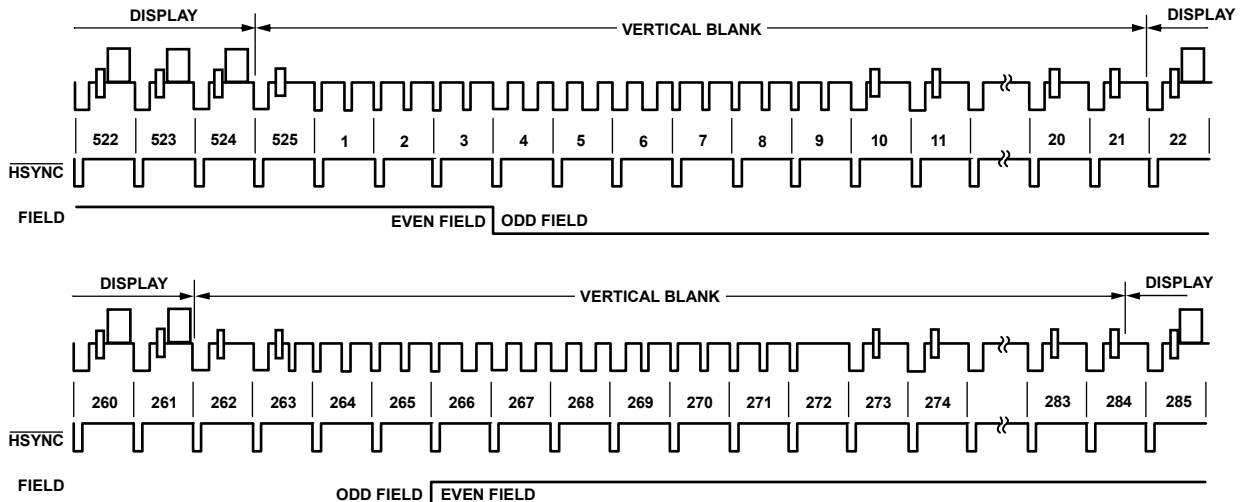 DISPLAY
VERTICAL BLANK
DISPLAY
522 523 524 525 1 2 3 4 5 6 7 8 9 10 11 20 21 22
HSYNC
FIELD
EVEN FIELD ODD FIELD
DISPLAY
VERTICAL BLANK
DISPLAY
260 261 262 263 264 265 266 267 268 269 270 271 272 273 274 283 284 285
HSYNC
FIELD
ODD FIELD EVEN FIELD